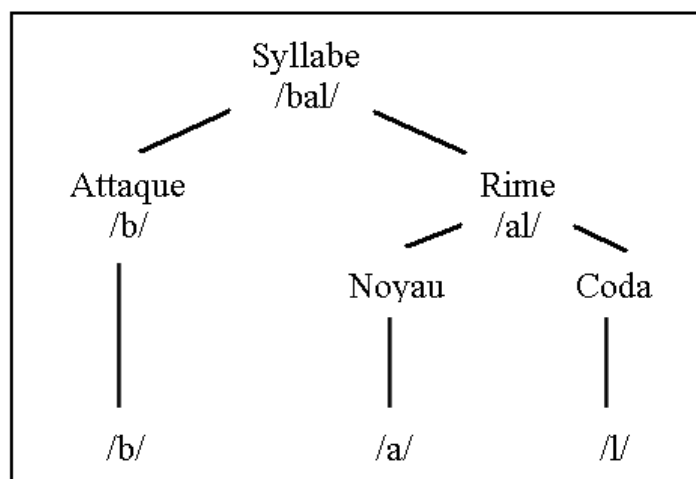 Syllabe
/bal/
Attaque Rime
/b/ /al/
Noyau Coda
/b/ /a/ /l/